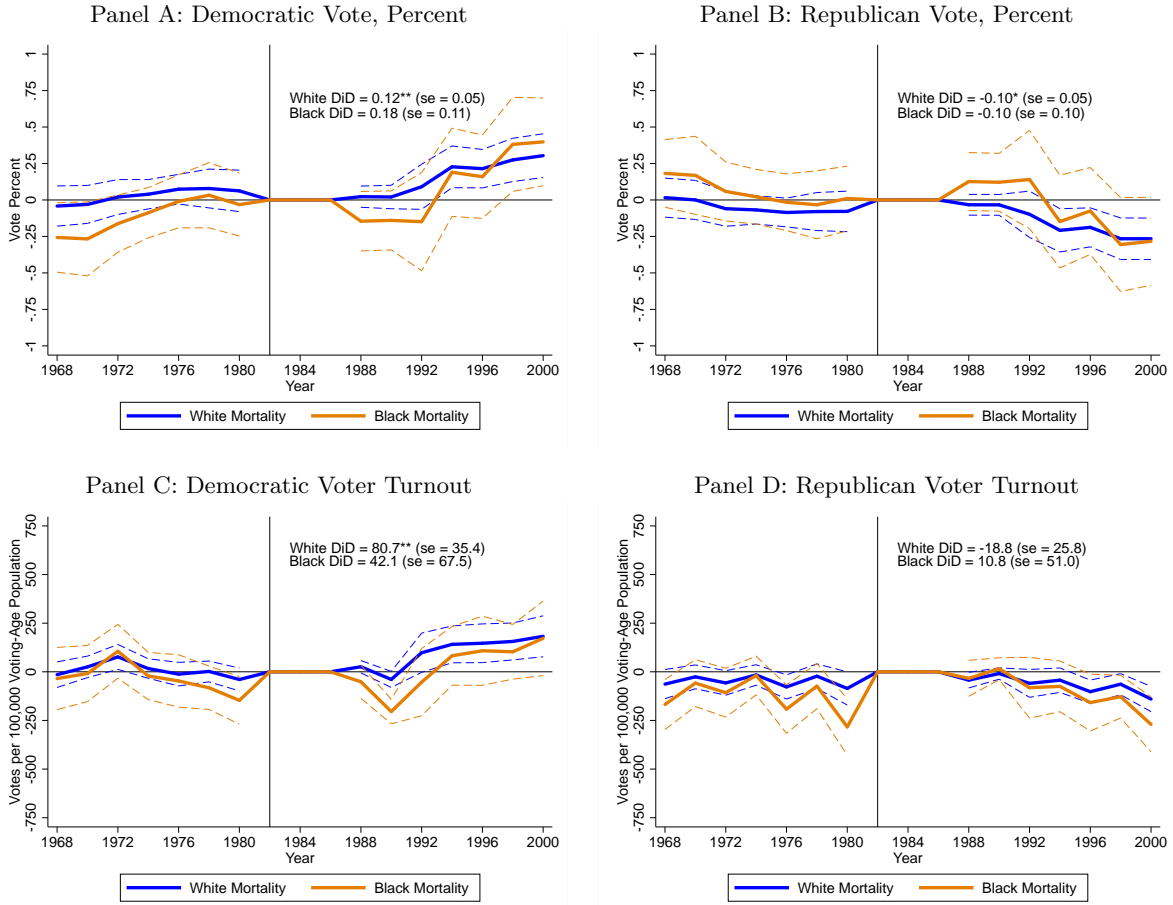 Panel A: Democratic Vote, Percent
Vote Percent
1
.75
.5
.25
0
-.25
-.5
-.75
-1
White DiD = 0.12** (se = 0.05)
Black DiD = 0.18 (se = 0.11)
1968 1972 1976 1980 1984 1988 1992 1996 2000
Year
White Mortality Black Mortality
Panel B: Republican Vote, Percent
Vote Percent
1
.75
.5
.25
0
-.25
-.5
-.75
-1
White DiD = -0.10* (se = 0.05)
Black DiD = -0.10 (se = 0.10)
1968 1972 1976 1980 1984 1988 1992 1996 2000
Year
White Mortality Black Mortality
Panel C: Democratic Voter Turnout
Votes per 100,000 Voting-Age Population
750
500
250
0
-250
-500
-750
White DiD = 80.7** (se = 35.4)
Black DiD = 42.1 (se = 67.5)
1968 1972 1976 1980 1984 1988 1992 1996 2000
Year
White Mortality Black Mortality
Panel D: Republican Voter Turnout
Votes per 100,000 Voting-Age Population
750
500
250
0
-250
-500
-750
White DiD = -18.8 (se = 25.8)
Black DiD = 10.8 (se = 51.0)
1968 1972 1976 1980 1984 1988 1992 1996 2000
Year
White Mortality Black Mortality